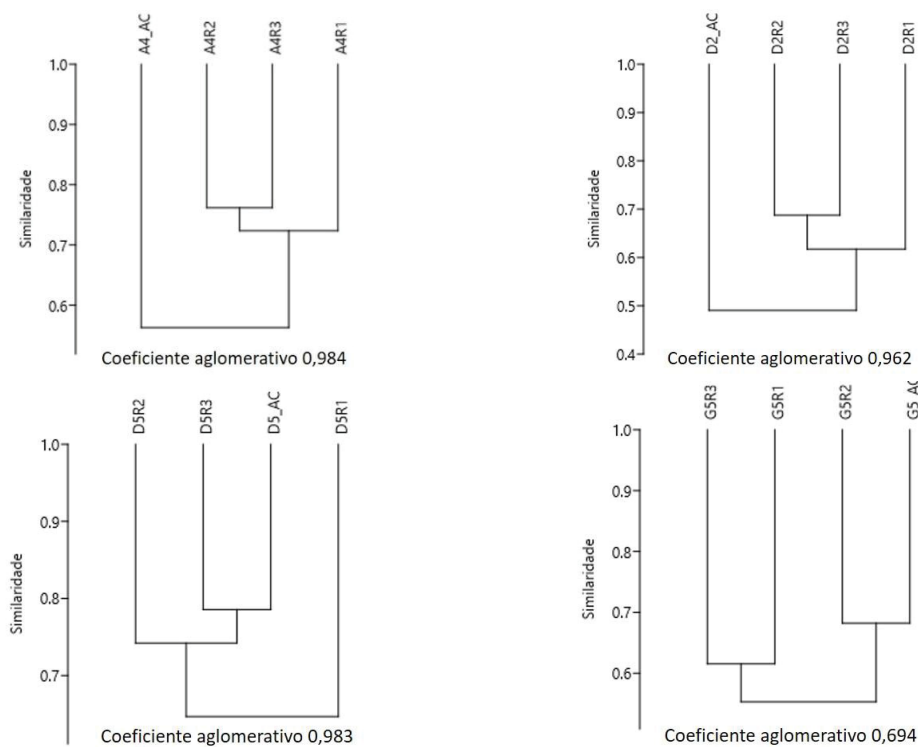 A4_AC
A4R2
A4R3
A4R1
1.0
0.9
0.8
0.7
0.6
Similaridade
Coeficiente aglomerativo 0,984
D2_AC
D2R2
D2R3
D2R1
1.0
0.9
0.8
0.7
0.6
0.5
0.4
Similaridade
Coeficiente aglomerativo 0,962
D5R2
D5R3
D5_AC
D5R1
1.0
0.9
0.8
0.7
Similaridade
Coeficiente aglomerativo 0,983
G5R3
G5R1
G5R2
G5_AC
1.0
0.9
0.8
0.7
0.6
Similaridade
Coeficiente aglomerativo 0,694